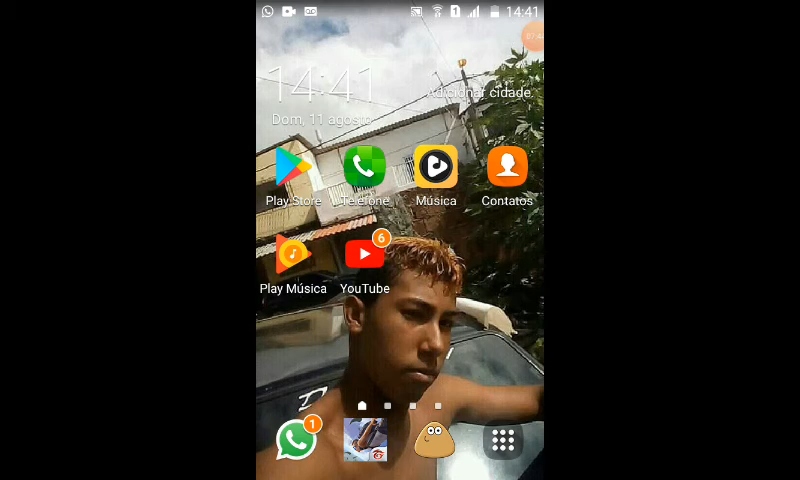 1
14:41
14:41
Adicionar cidade.
Dom, 11 agosto
Play Store
Telefone
Música
Contatos
6
Play Música
YouTube
1